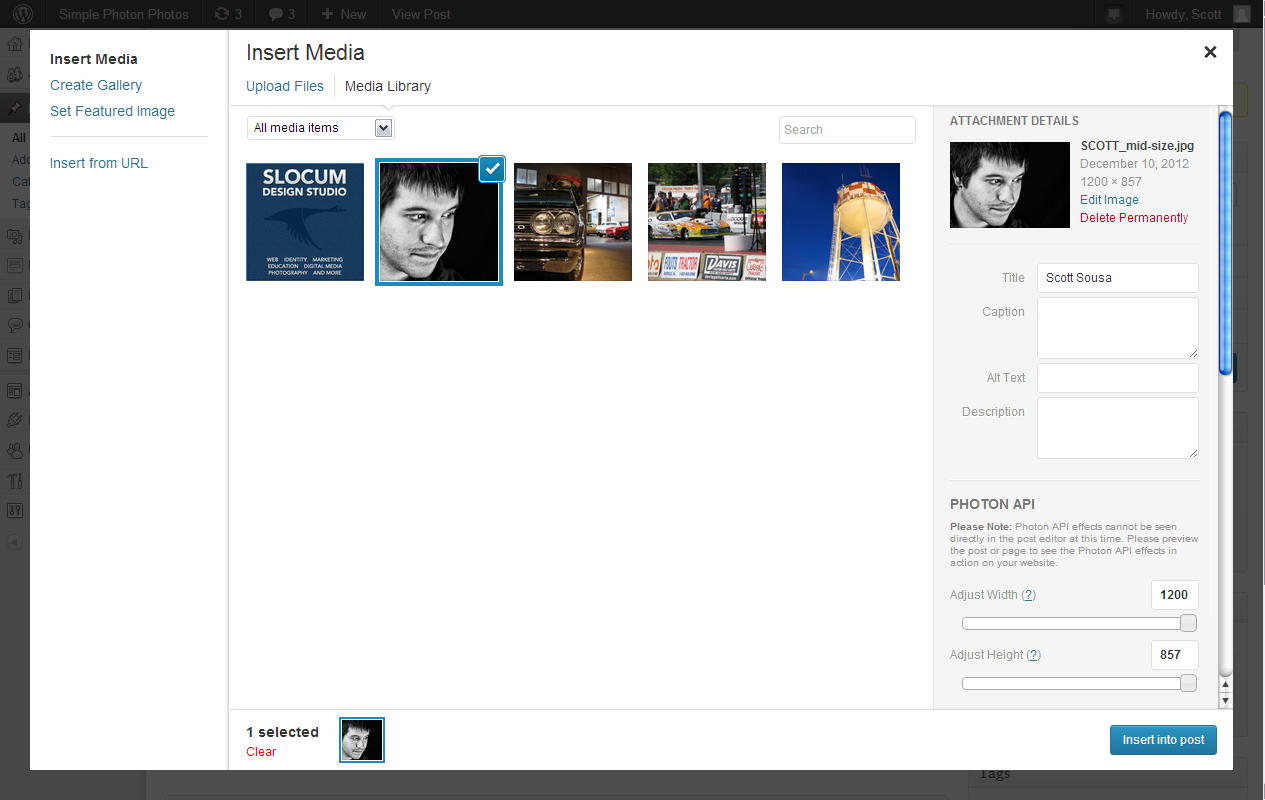 Simple Photon Photos
3
3
New
View Post
Howdy, Scott
Insert Media
Create Gallery
Set Featured Image
Insert from URL
Insert Media
Upload Files
Media Library
All media items
Search
SLOCUM
DESIGN STUDIO
WEB IDENTITY MARKETING
EDUCATION DIGITAL MEDIA
PHOTOGRAPHY AND MORE
FOUTS TRACTOR
DAVIS
ATTACHMENT DETAILS
SCOTT_mid-size.jpg
December 10, 2012
1200 × 857
Edit Image
Delete Permanently
Title
Scott Sousa
Caption
Alt Text
Description
PHOTON API
Please Note: Photon API effects cannot be seen
directly in the post editor at this time. Please preview
the post or page to see the Photon API effects in
action on your website.
Adjust Width (?)
1200
Adjust Height (?)
857
All
1 selected
Clear
Insert into post
Tags